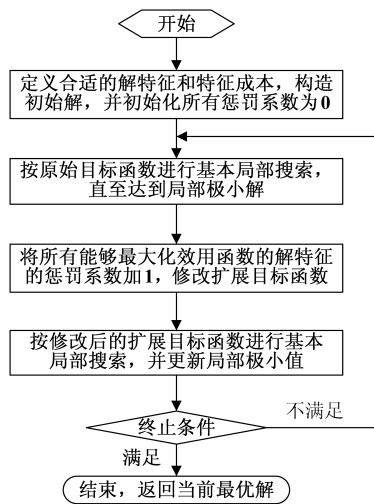 开始
定义合适的解特征和特征成本，构造
初始解，并初始化所有惩罚系数为0
按原始目标函数进行基本局部搜索，
直至达到局部极小解
将所有能够最大化效用函数的解特征
的惩罚系数加1，修改扩展目标函数
按修改后的扩展目标函数进行基本
局部搜索，并更新局部极小值
终止条件
不满足
满足
结束，返回当前最优解